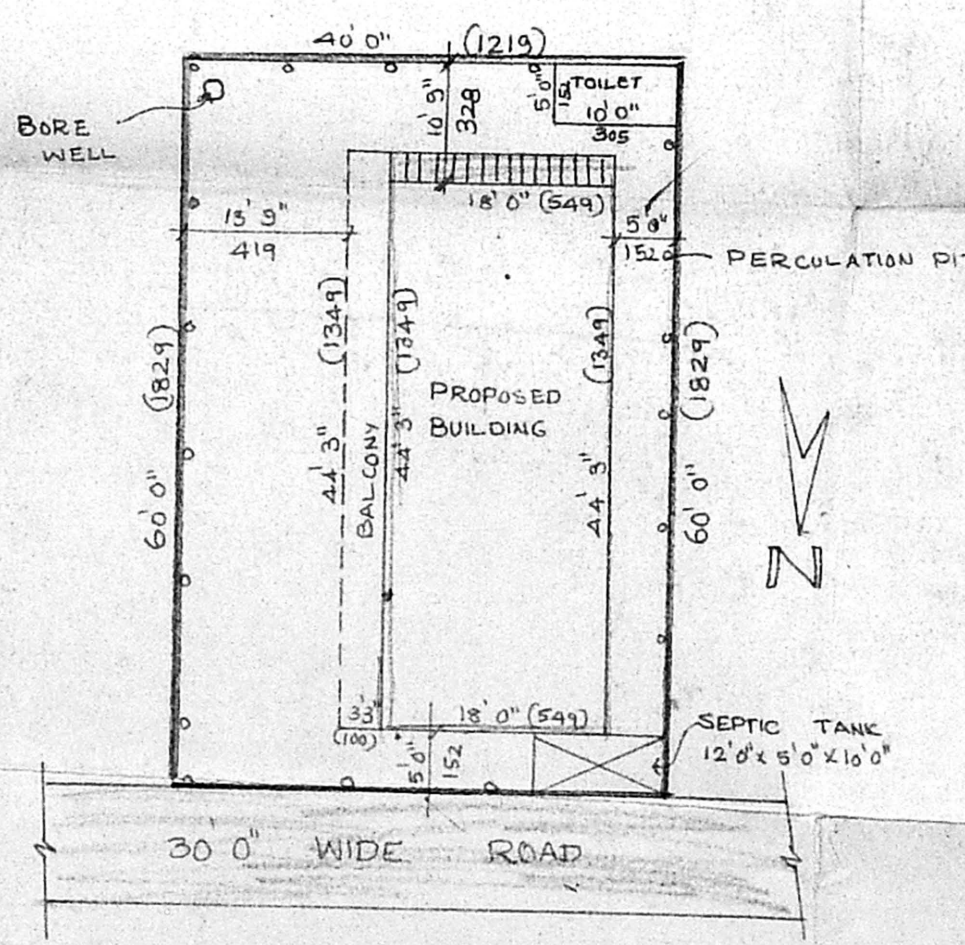 40' 0" (1219)
BORE
WELL
10' 9"
328
5' 0"
152
TOILET
10' 0"
305
18' 0" (549)
13' 9"
419
5' 0"
152
PERCULATION PIT
60' 0" (1829)
44' 3" (1349)
BALCONY
44' 3" (1349)
PROPOSED
BUILDING
44' 3" (1349)
60' 0" (1829)
N
3'3"
(100)
18' 0" (549)
5' 0"
152
SEPTIC TANK
12'0" x 5'0" x 10'0"
30' 0" WIDE ROAD